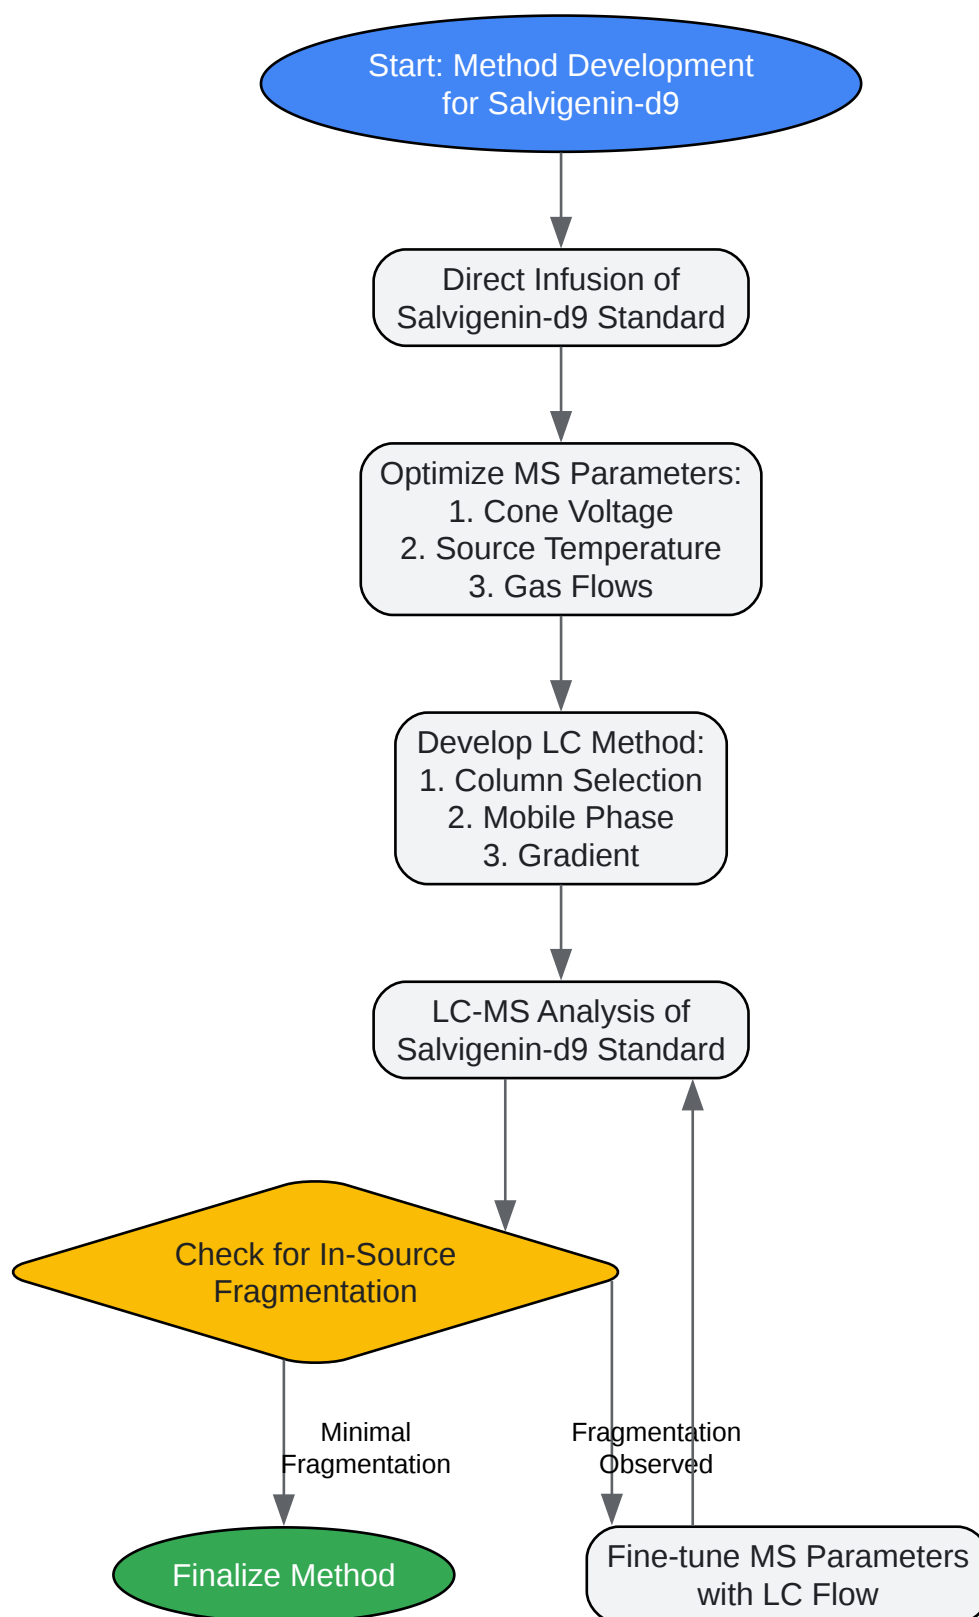 Start: Method Development
for Salvigenin-d9
Direct Infusion of
Salvigenin-d9 Standard
Optimize MS Parameters:
1. Cone Voltage
2. Source Temperature
3. Gas Flows
Develop LC Method:
1. Column Selection
2. Mobile Phase
3. Gradient
LC-MS Analysis of
Salvigenin-d9 Standard
Check for In-Source
Fragmentation
Minimal
Fragmentation
Fragmentation
Observed
Finalize Method
Fine-tune MS Parameters
with LC Flow